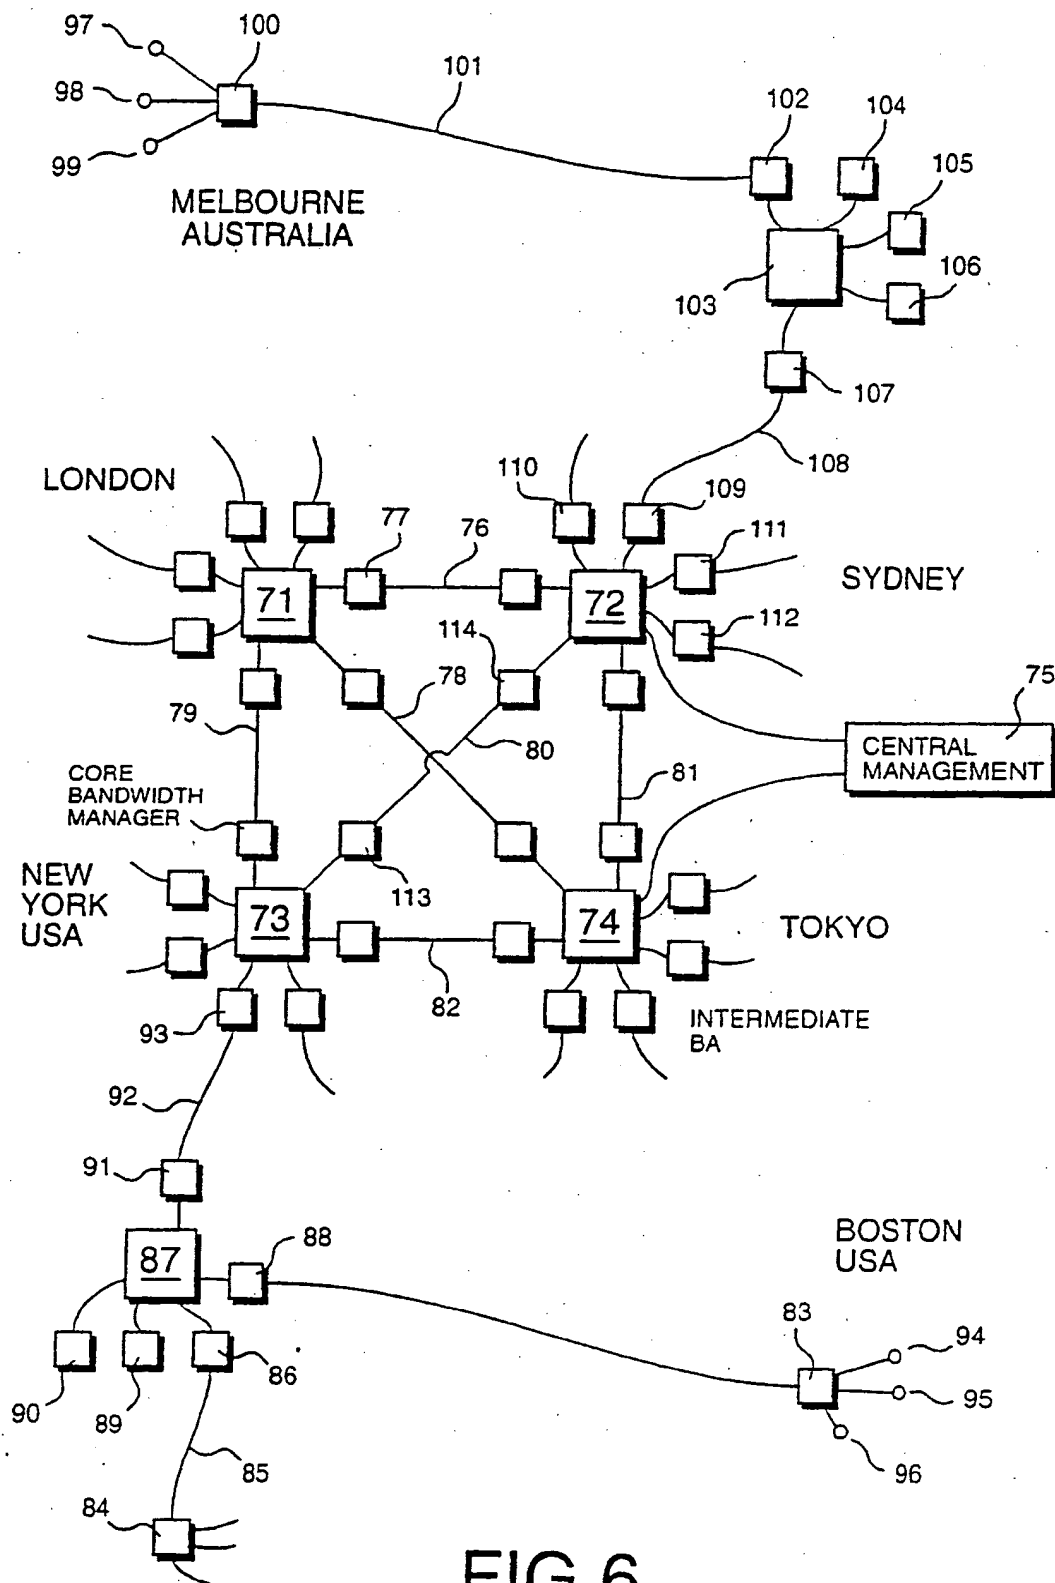 97
100
98
101
99
102
104
105
MELBOURNE
AUSTRALIA
106
103
107
108
LONDON
110
109
77
76
111
71
72
SYDNEY
114
112
78
75
79
80
CENTRAL
MANAGEMENT
CORE
BANDWIDTH
MANAGER
81
113
NEW
YORK
USA
73
74
TOKYO
82
93
INTERMEDIATE
BA
92
91
87
88
BOSTON
USA
83
94
86
95
90
89
96
85
84
FIG.6